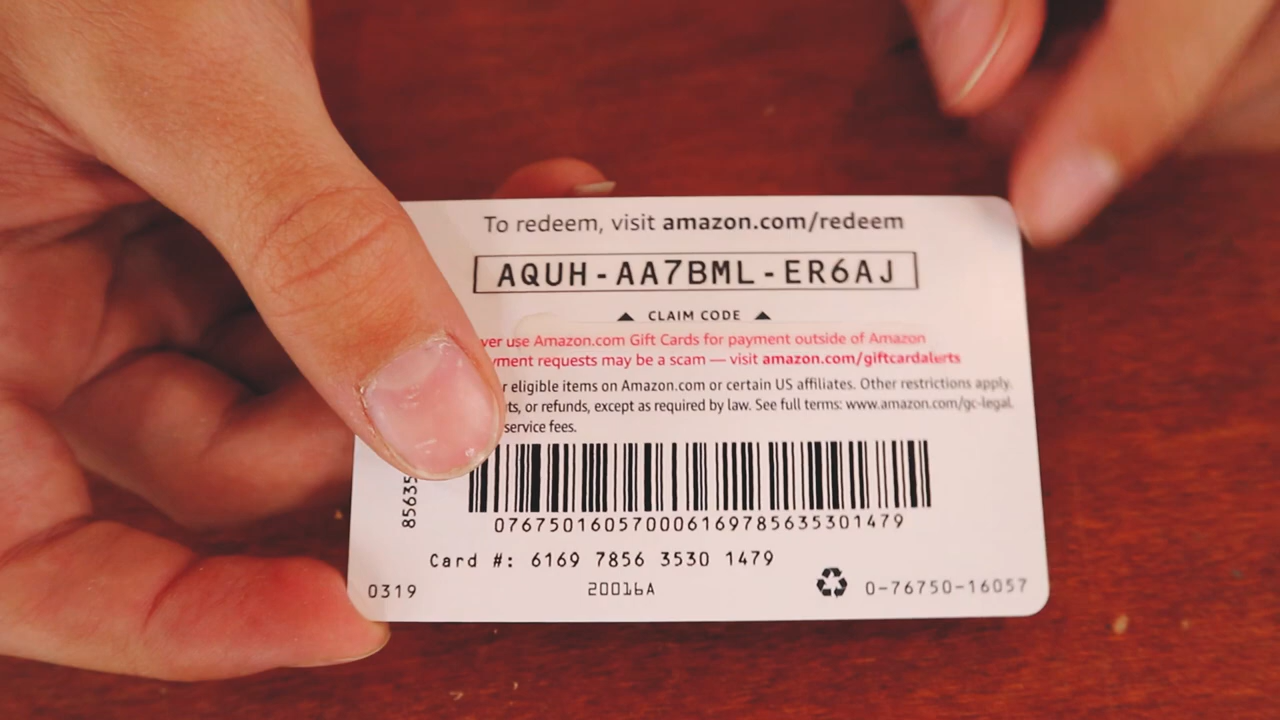 To redeem, visit amazon.com/redeem
AQUH-AA7BML-ER6AJ
▲ CLAIM CODE ▲
use Amazon.com Gift Cards for payment outside of Amazon
requests may be a scam — visit amazon.com/giftcardalerts
eligible items on Amazon.com or certain US affiliates. Other restrictions apply.
or refunds, except as required by law. See full terms: www.amazon.com/gc-legal.
service fees.
85635
076750160570006169785635301479
Card #: 6169 7856 3530 1479
0319 20016A 0-76750-16057